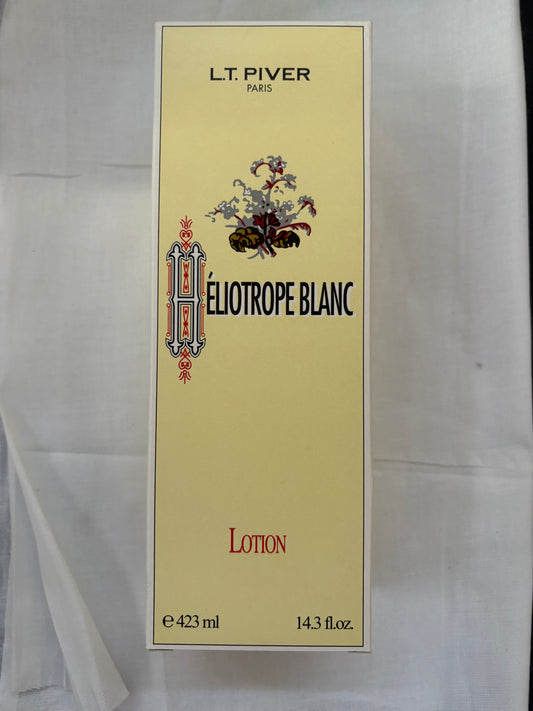 L.T. PIVER
PARIS
HÉLIOTROPE BLANC
LOTION
e 423 ml 14.3 fl.oz.